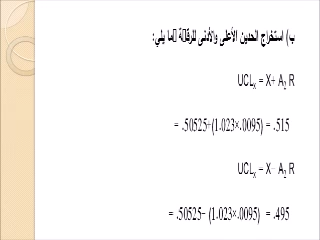 ب) استخراج الحدين الأعلى والأدنى للرقابة كما يلي:
UCLX = X+ A2 R
= .50525+(1.023×.0095) = .515
UCLX = X− A2 R
= .50525− (1.023×.0095) = .495